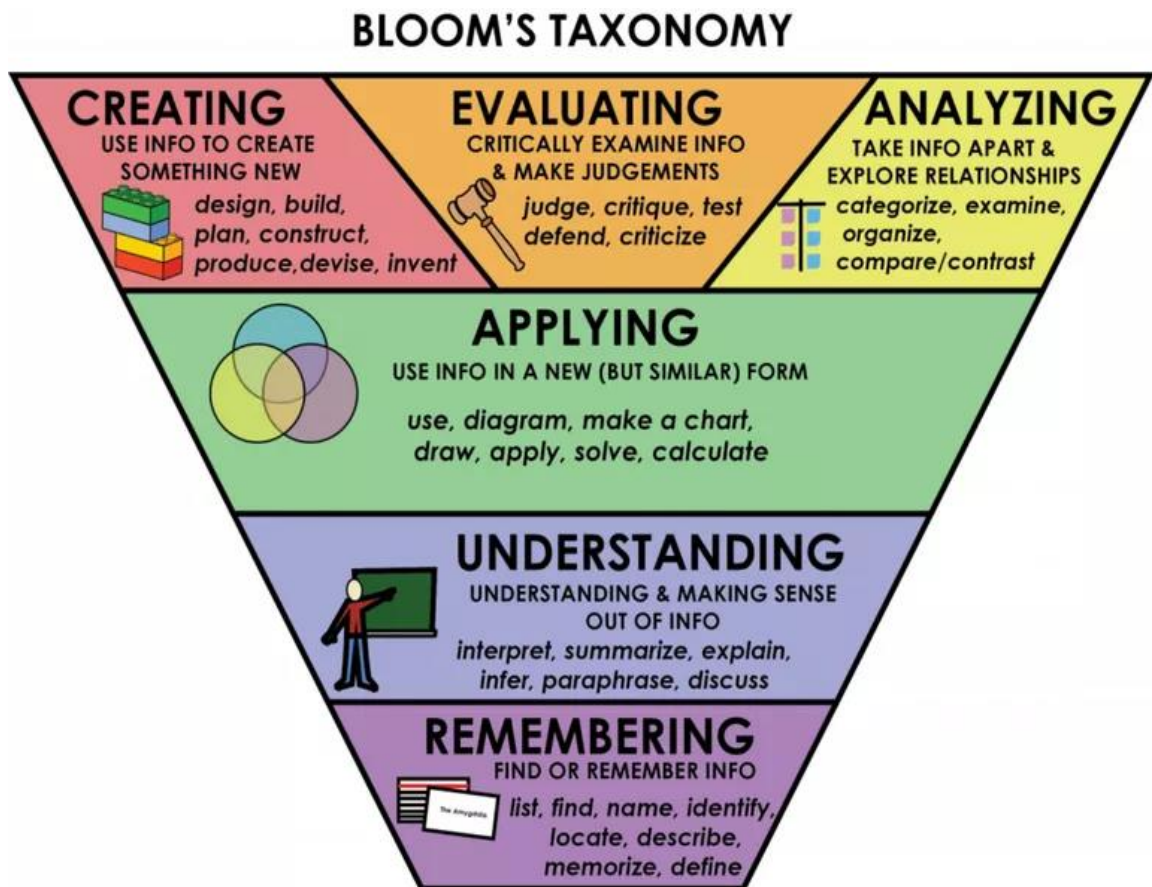 BLOOM'S TAXONOMY
CREATING
USE INFO TO CREATE
SOMETHING NEW
design, build,
plan, construct,
produce,devise, invent
EVALUATING
CRITICALLY EXAMINE INFO
& MAKE JUDGEMENTS
judge, critique, test
defend, criticize
ANALYZING
TAKE INFO APART &
EXPLORE RELATIONSHIPS
categorize, examine,
organize,
compare/contrast
APPLYING
USE INFO IN A NEW (BUT SIMILAR) FORM
use, diagram, make a chart,
draw, apply, solve, calculate
UNDERSTANDING
UNDERSTANDING & MAKING SENSE
OUT OF INFO
interpret, summarize, explain,
infer, paraphrase, discuss
REMEMBERING
FIND OR REMEMBER INFO
The Amygdala
list, find, name, identify,
locate, describe,
memorize, define